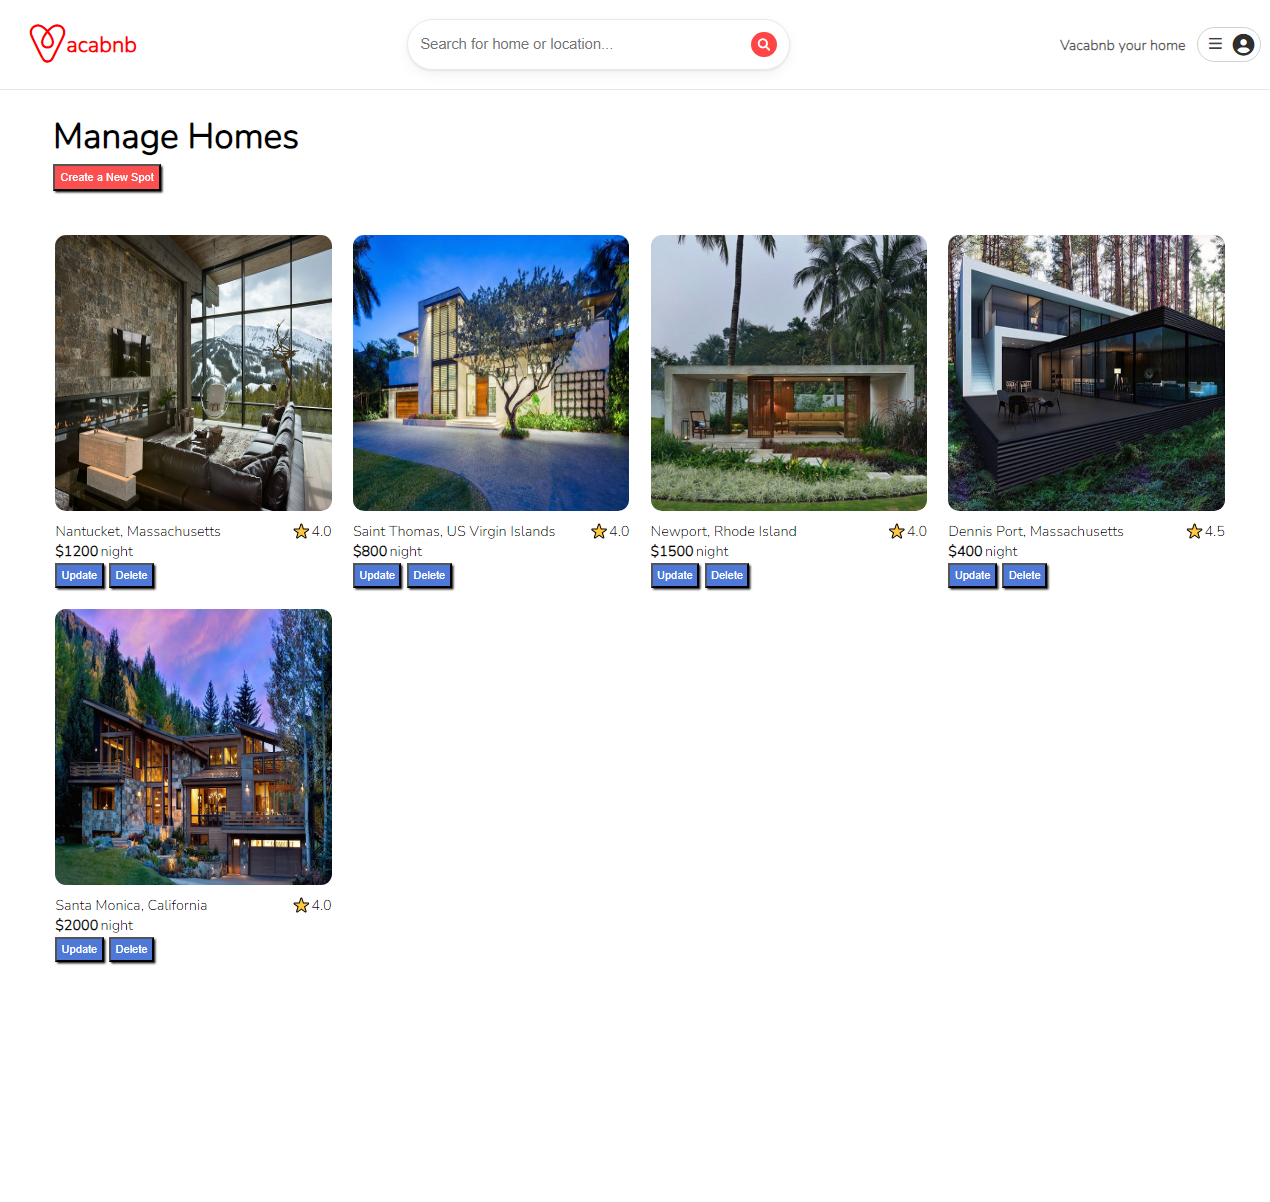 acabnb
Search for home or location...
Vacabnb your home
Manage Homes
Create a New Spot
Nantucket, Massachusetts 4.0
$1200 night
Update Delete
Saint Thomas, US Virgin Islands 4.0
$800 night
Update Delete
Newport, Rhode Island 4.0
$1500 night
Update Delete
Dennis Port, Massachusetts 4.5
$400 night
Update Delete
Santa Monica, California 4.0
$2000 night
Update Delete